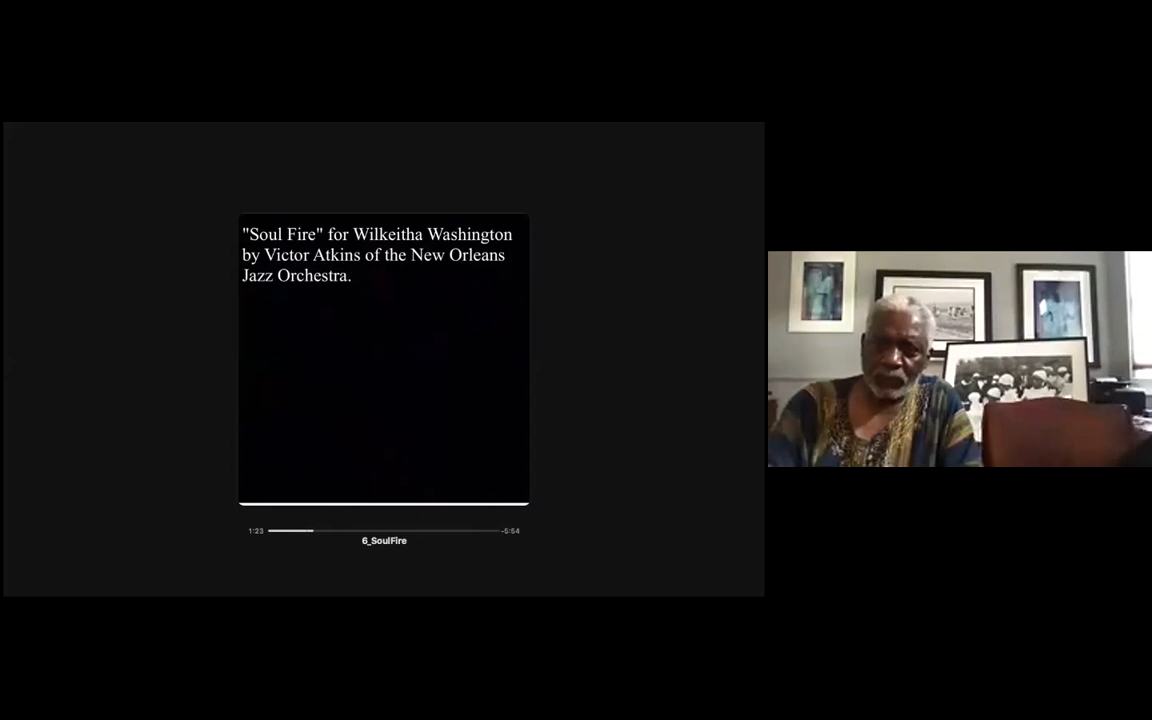 "Soul Fire" for Wilkeitha Washington
by Victor Atkins of the New Orleans
Jazz Orchestra.
1:23
-5:54
6_SoulFire